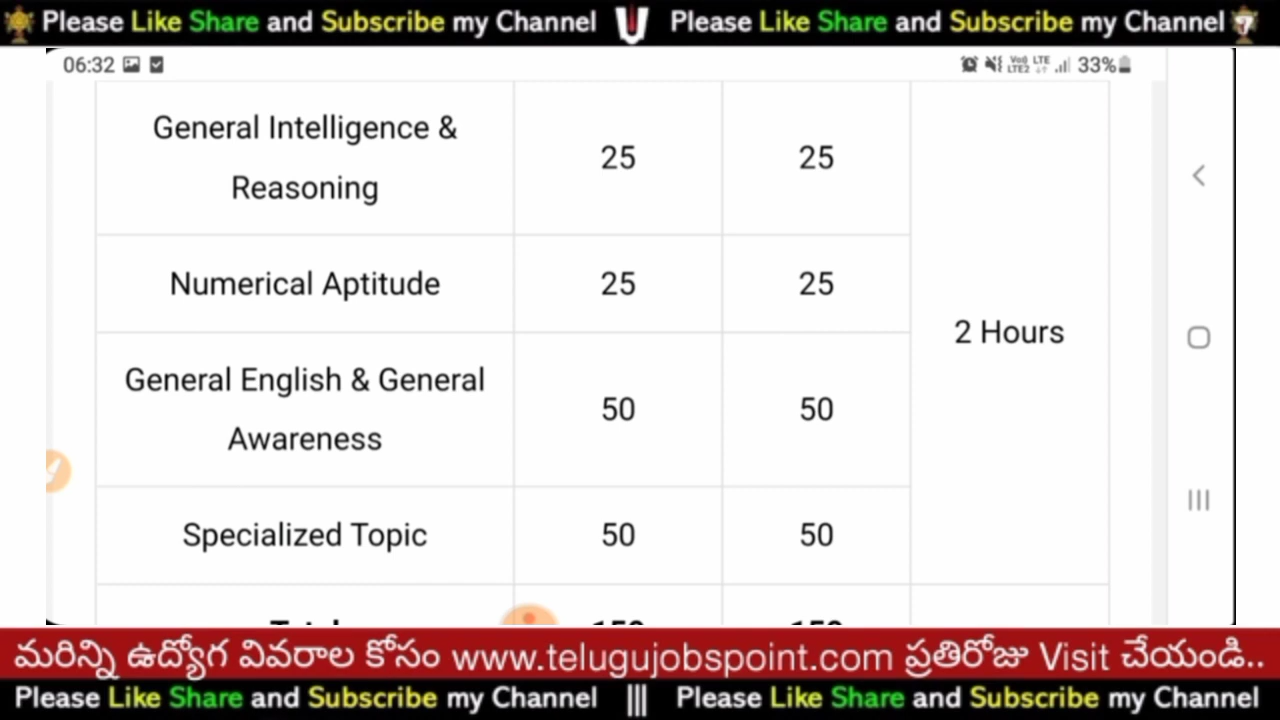 Please Like Share and Subscribe my Channel Please Like Share and Subscribe my Channel
06:32 33%
General Intelligence &
Reasoning
25 25
Numerical Aptitude 25 25
2 Hours
General English & General
Awareness
50 50
Specialized Topic 50 50
Total 150 150
మరిన్ని ఉద్యోగ వివరాల కోసం www.telugujobspoint.com ప్రతిరోజు Visit చేయండి..
Please Like Share and Subscribe my Channel ||| Please Like Share and Subscribe my Channel